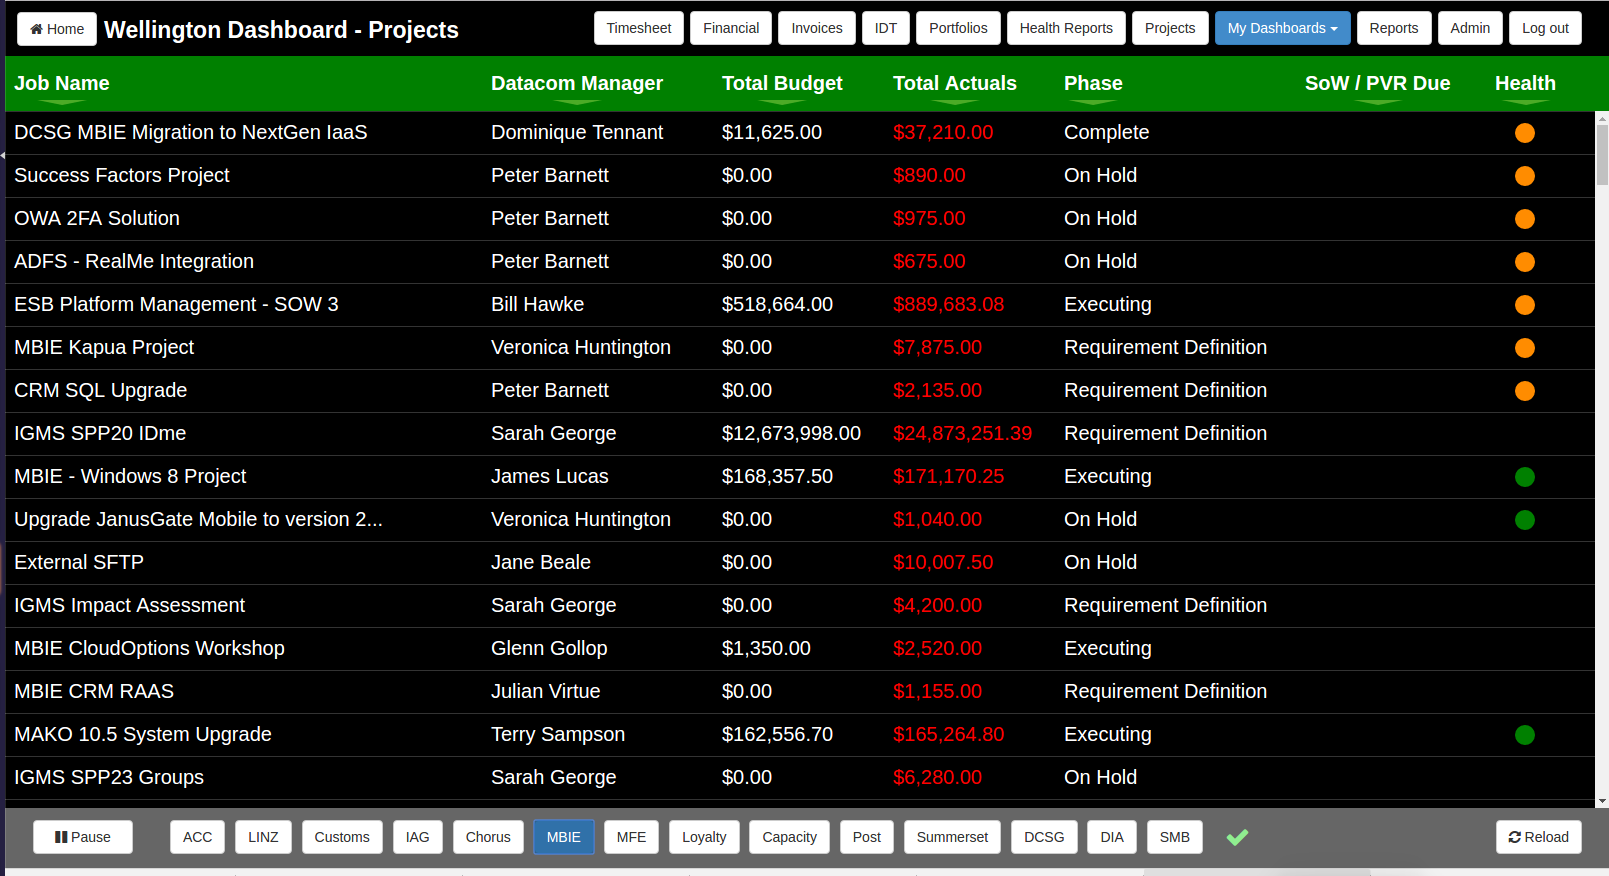 Home Wellington Dashboard - Projects Timesheet Financial Invoices IDT Portfolios Health Reports Projects My Dashboards Reports Admin Log out
Job Name Datacom Manager Total Budget Total Actuals Phase SoW / PVR Due Health
DCSG MBIE Migration to NextGen IaaS Dominique Tennant $11,625.00 $37,210.00 Complete
Success Factors Project Peter Barnett $0.00 $890.00 On Hold
OWA 2FA Solution Peter Barnett $0.00 $975.00 On Hold
ADFS - RealMe Integration Peter Barnett $0.00 $675.00 On Hold
ESB Platform Management - SOW 3 Bill Hawke $518,664.00 $889,683.08 Executing
MBIE Kapua Project Veronica Huntington $0.00 $7,875.00 Requirement Definition
CRM SQL Upgrade Peter Barnett $0.00 $2,135.00 Requirement Definition
IGMS SPP20 IDme Sarah George $12,673,998.00 $24,873,251.39 Requirement Definition
MBIE - Windows 8 Project James Lucas $168,357.50 $171,170.25 Executing
Upgrade JanusGate Mobile to version 2... Veronica Huntington $0.00 $1,040.00 On Hold
External SFTP Jane Beale $0.00 $10,007.50 On Hold
IGMS Impact Assessment Sarah George $0.00 $4,200.00 Requirement Definition
MBIE CloudOptions Workshop Glenn Gollop $1,350.00 $2,520.00 Executing
MBIE CRM RAAS Julian Virtue $0.00 $1,155.00 Requirement Definition
MAKO 10.5 System Upgrade Terry Sampson $162,556.70 $165,264.80 Executing
IGMS SPP23 Groups Sarah George $0.00 $6,280.00 On Hold
Pause ACC LINZ Customs IAG Chorus MBIE MFE Loyalty Capacity Post Summerset DCSG DIA SMB Reload